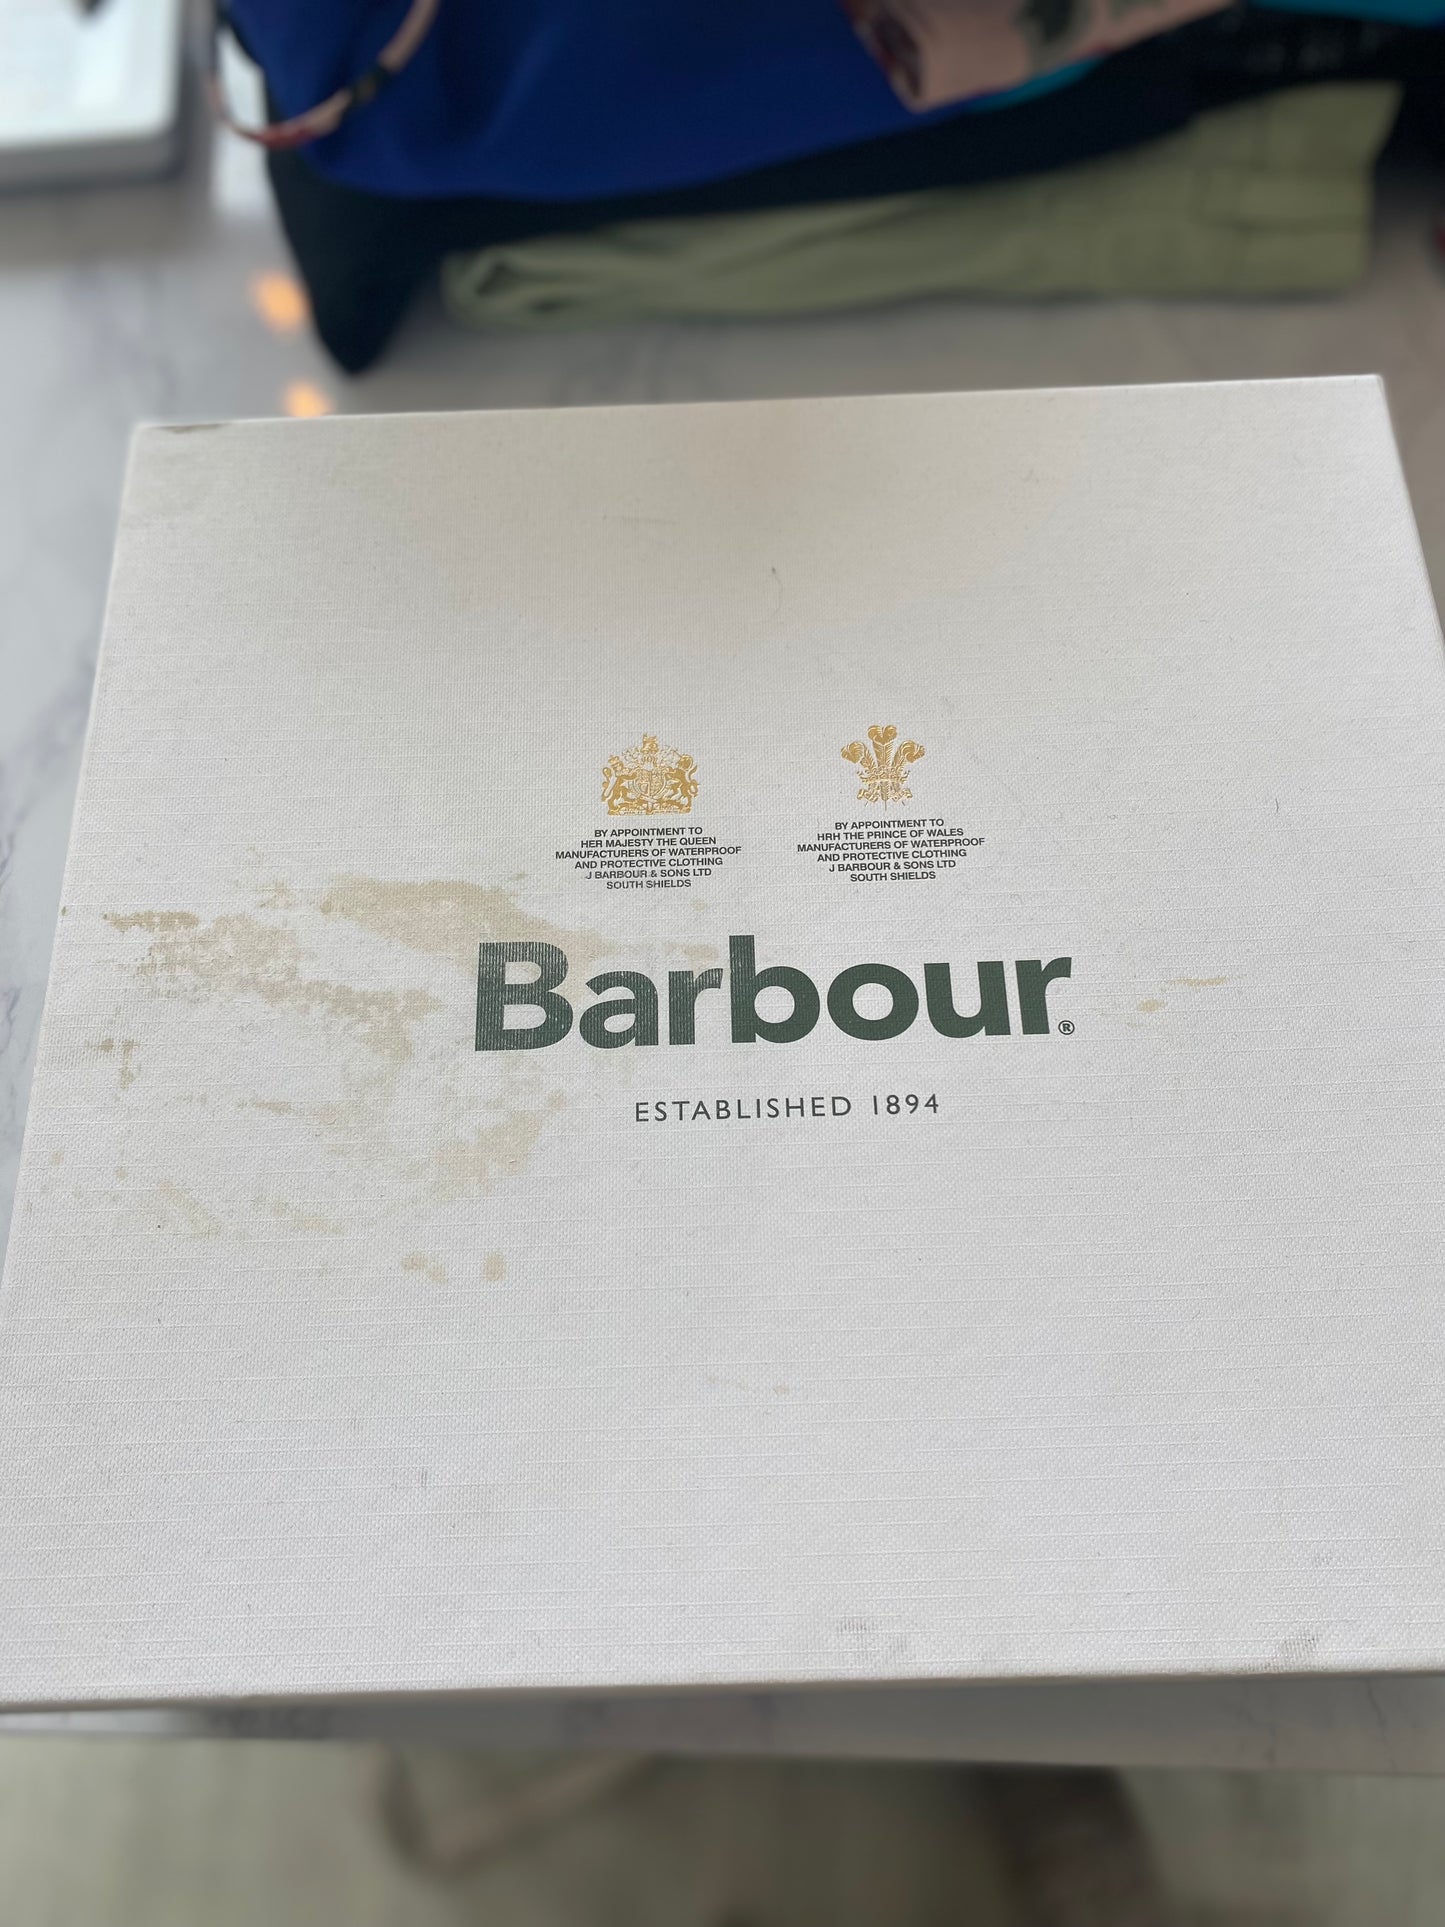 BY APPOINTMENT TO
HER MAJESTY THE QUEEN
MANUFACTURERS OF WATERPROOF
AND PROTECTIVE CLOTHING
J BARBOUR & SONS LTD
SOUTH SHIELDS
BY APPOINTMENT TO
HRH THE PRINCE OF WALES
MANUFACTURERS OF WATERPROOF
AND PROTECTIVE CLOTHING
J BARBOUR & SONS LTD
SOUTH SHIELDS
Barbour®
ESTABLISHED 1894